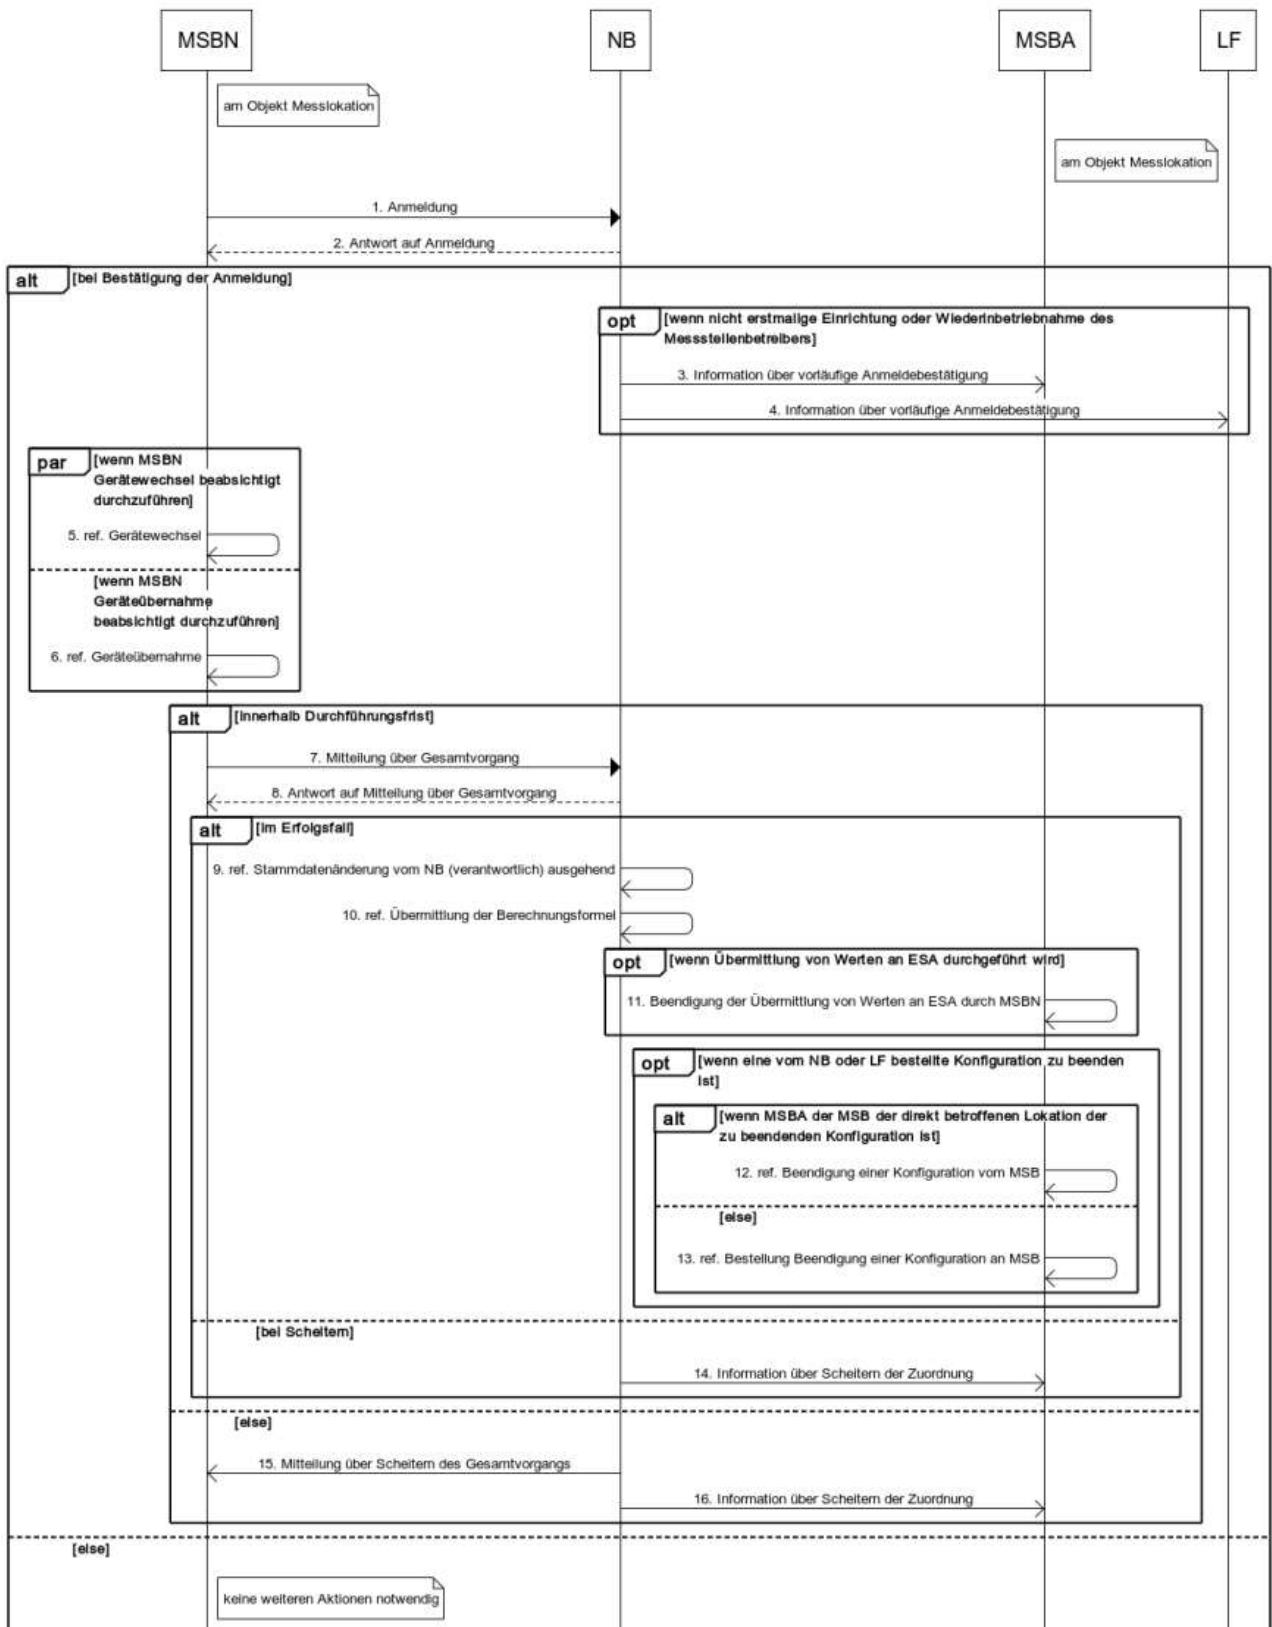 MSBN
NB
MSBA
LF
am Objekt Messlokation
am Objekt Messlokation
1. Anmeldung
2. Antwort auf Anmeldung
alt
[bei Bestätigung der Anmeldung]
opt
[wenn nicht erstmalige Einrichtung oder Wiederinbetriebnahme des
Messstellenbetreibers]
3. Information über vorläufige Anmeldebestätigung
4. Information über vorläufige Anmeldebestätigung
par
[wenn MSBN
Gerätewechsel beabsichtigt
durchzuführen]
5. ref. Gerätewechsel
[wenn MSBN
Geräteübernahme
beabsichtigt durchzuführen]
6. ref. Geräteübernahme
alt
[innerhalb Durchführungsfrist]
7. Mitteilung über Gesamtvorgang
8. Antwort auf Mitteilung über Gesamtvorgang
alt
[im Erfolgsfall]
9. ref. Stammdatenänderung vom NB (verantwortlich) ausgehend
10. ref. Übermittlung der Berechnungsformel
opt
[wenn Übermittlung von Werten an ESA durchgeführt wird]
11. Beendigung der Übermittlung von Werten an ESA durch MSBN
opt
[wenn eine vom NB oder LF bestellte Konfiguration zu beenden
ist]
alt
[wenn MSBA der MSB der direkt betroffenen Lokation der
zu beendenden Konfiguration ist]
12. ref. Beendigung einer Konfiguration vom MSB
[else]
13. ref. Bestellung Beendigung einer Konfiguration an MSB
[bei Scheitern]
14. Information über Scheitern der Zuordnung
[else]
15. Mitteilung über Scheitern des Gesamtvorgangs
16. Information über Scheitern der Zuordnung
[else]
keine weiteren Aktionen notwendig